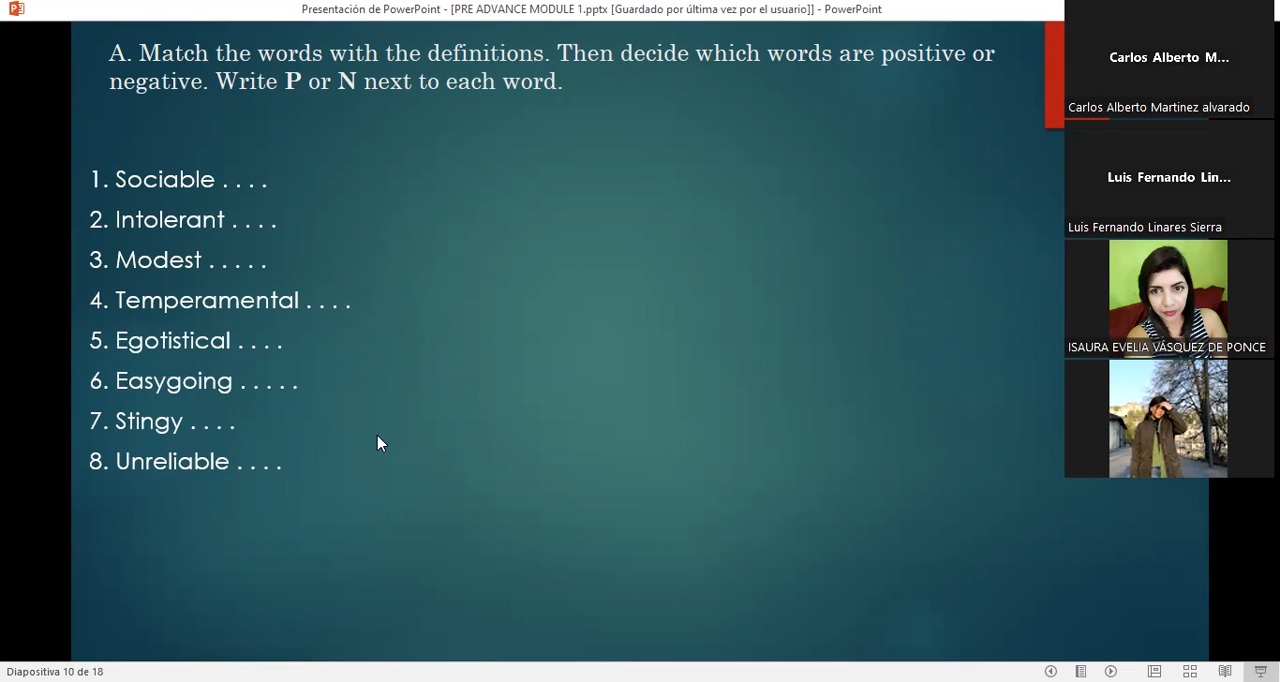 Presentación de PowerPoint - [PRE ADVANCE MODULE 1.pptx [Guardado por última vez por el usuario]] - PowerPoint
A. Match the words with the definitions. Then decide which words are positive or
negative. Write P or N next to each word.
1. Sociable . . . .
2. Intolerant . . . .
3. Modest . . . . .
4. Temperamental . . . .
5. Egotistical . . . .
6. Easygoing . . . . .
7. Stingy . . . .
8. Unreliable . . . .
Carlos Alberto M...
Carlos Alberto Martinez alvarado
Luis Fernando Lin...
Luis Fernando Linares Sierra
ISAURA EVELIA VÁSQUEZ DE PONCE
Diapositiva 10 de 18